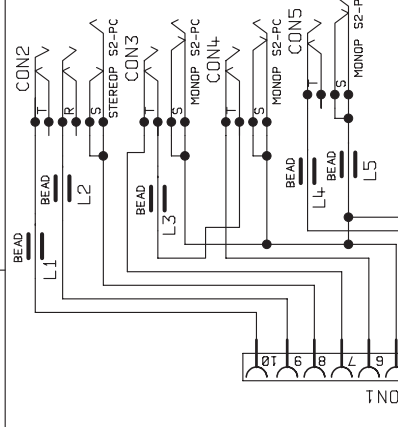 CON2
T
R
S
STEREOP S2-PC
CON3
T
S
MONOP S2-PC
CON4
T
S
MONOP S2-PC
CON5
T
S
MONOP S2-PC
BEAD
L1
BEAD
L2
BEAD
L3
BEAD
L4
BEAD
L5
10
9
8
7
6